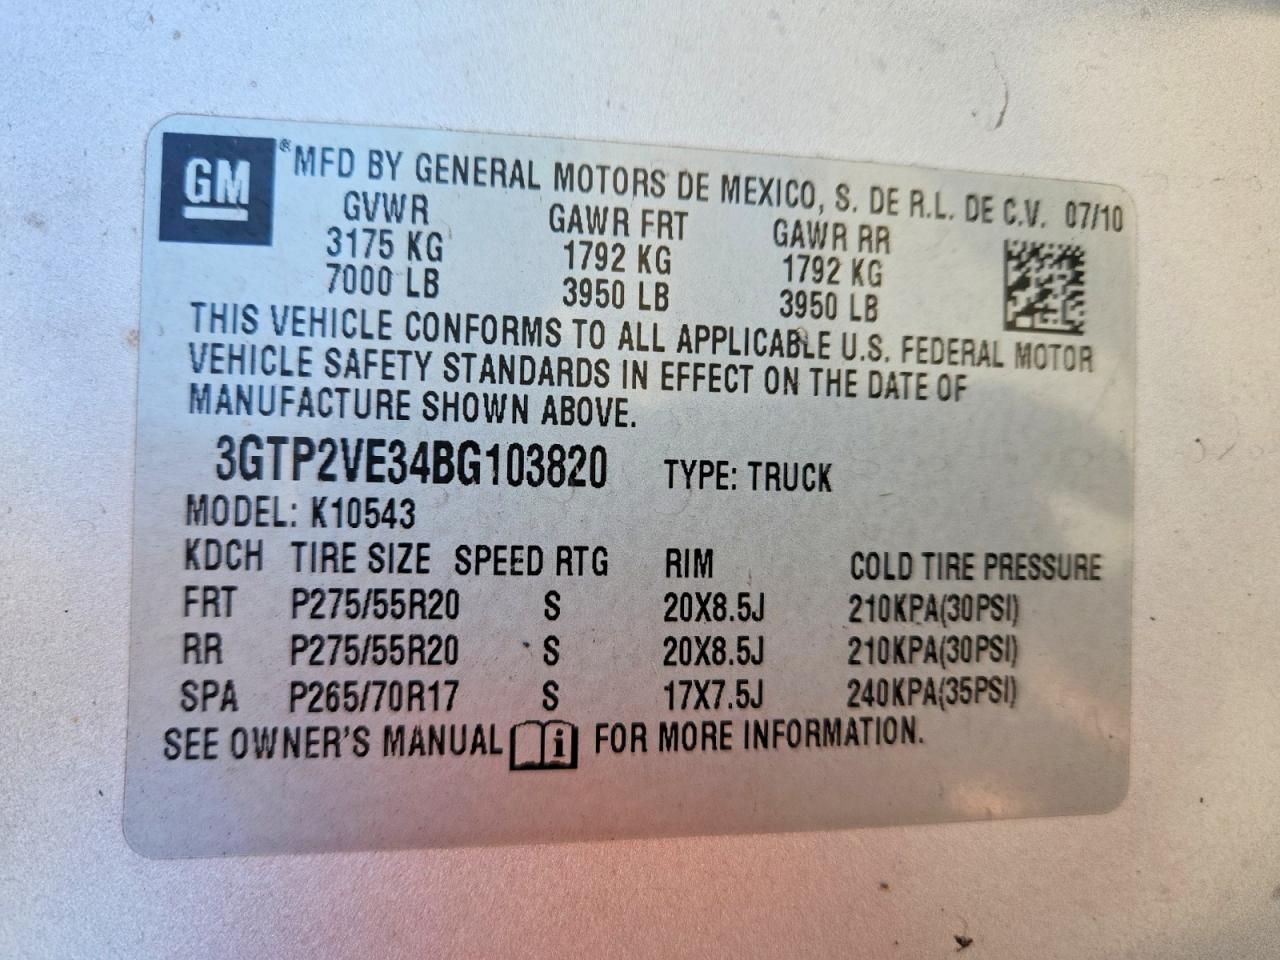 GM ® MFD BY GENERAL MOTORS DE MEXICO, S. DE R.L. DE C.V. 07/10
GVWR GAWR FRT GAWR RR
3175 KG 1792 KG 1792 KG
7000 LB 3950 LB 3950 LB
THIS VEHICLE CONFORMS TO ALL APPLICABLE U.S. FEDERAL MOTOR
VEHICLE SAFETY STANDARDS IN EFFECT ON THE DATE OF
MANUFACTURE SHOWN ABOVE.
3GTP2VE34BG103820 TYPE: TRUCK
MODEL: K10543
KDCH TIRE SIZE SPEED RTG RIM COLD TIRE PRESSURE
FRT P275/55R20 S 20X8.5J 210KPA(30PSI)
RR P275/55R20 S 20X8.5J 210KPA(30PSI)
SPA P265/70R17 S 17X7.5J 240KPA(35PSI)
SEE OWNER'S MANUAL i FOR MORE INFORMATION.